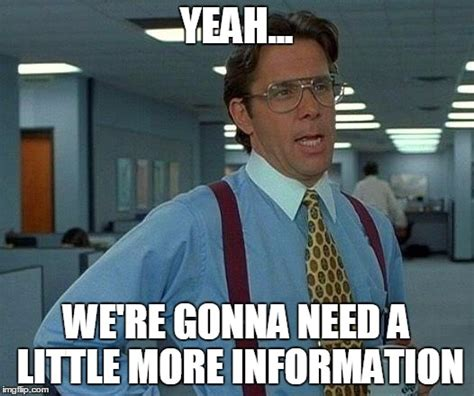 YEAH...
WE'RE GONNA NEED A
LITTLE MORE INFORMATION
imgflip.com